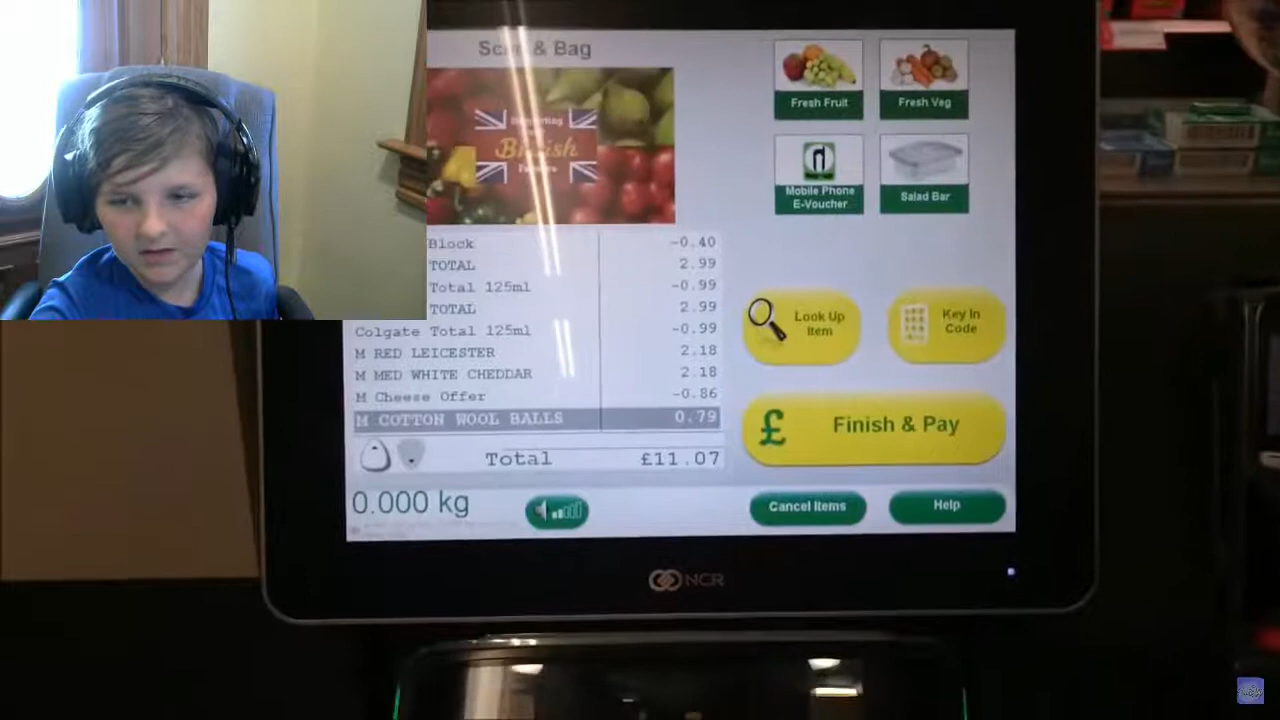 Scan & Bag
Supporting
British
Farmers
Fresh Fruit
Fresh Veg
Mobile Phone
E-Voucher
Salad Bar
Block -0.40
TOTAL 2.99
Total 125ml -0.99
TOTAL 2.99
Colgate Total 125ml -0.99
M RED LEICESTER 2.18
M MED WHITE CHEDDAR 2.18
M Cheese Offer -0.86
M COTTON WOOL BALLS 0.79
Total £11.07
Look Up
Item
Key In
Code
£ Finish & Pay
0.000 kg
Cancel Items
Help
NCR